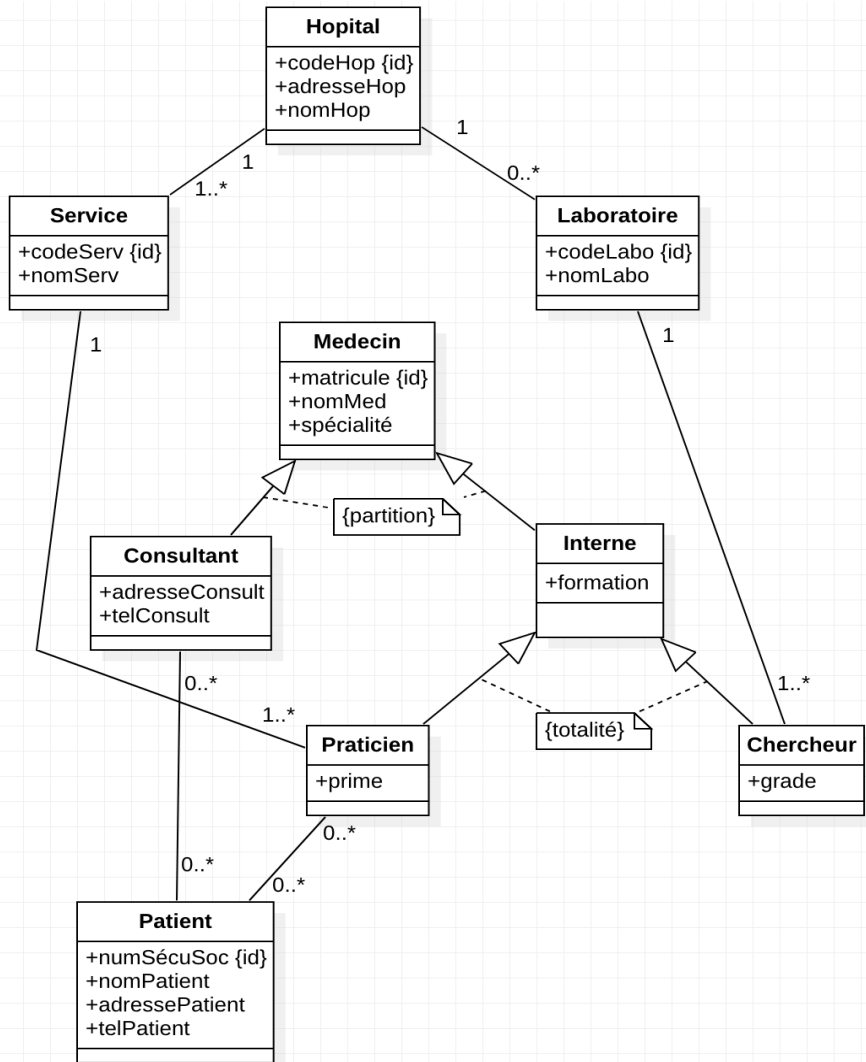 Hopital
+codeHop {id}
+adresseHop
+nomHop
1
1..*
1
0..*
Service
+codeServ {id}
+nomServ
Laboratoire
+codeLabo {id}
+nomLabo
1
1
Medecin
+matricule {id}
+nomMed
+spécialité
{partition}
Consultant
+adresseConsult
+telConsult
Interne
+formation
0..*
1..*
{totalité}
1..*
Praticien
+prime
Chercheur
+grade
0..*
0..*
0..*
Patient
+numSécuSoc {id}
+nomPatient
+adressePatient
+telPatient